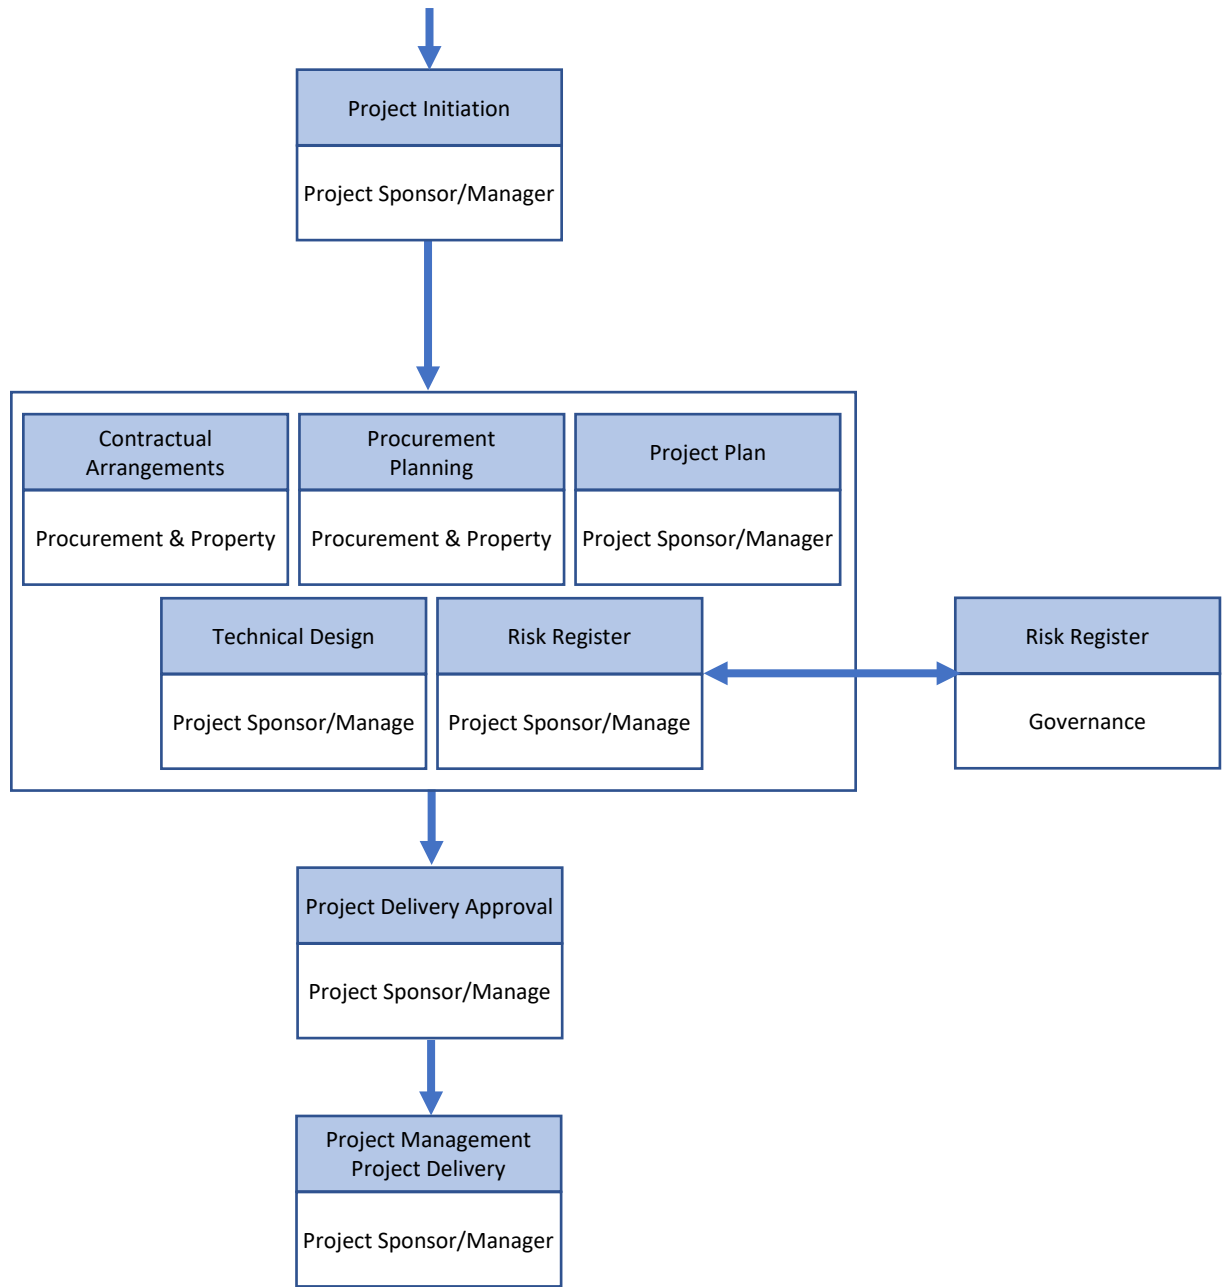 Project Initiation
Project Sponsor/Manager
Contractual
Arrangements
Procurement & Property
Procurement
Planning
Procurement & Property
Project Plan
Project Sponsor/Manager
Technical Design
Project Sponsor/Manage
Risk Register
Project Sponsor/Manage
Risk Register
Governance
Project Delivery Approval
Project Sponsor/Manage
Project Management
Project Delivery
Project Sponsor/Manager